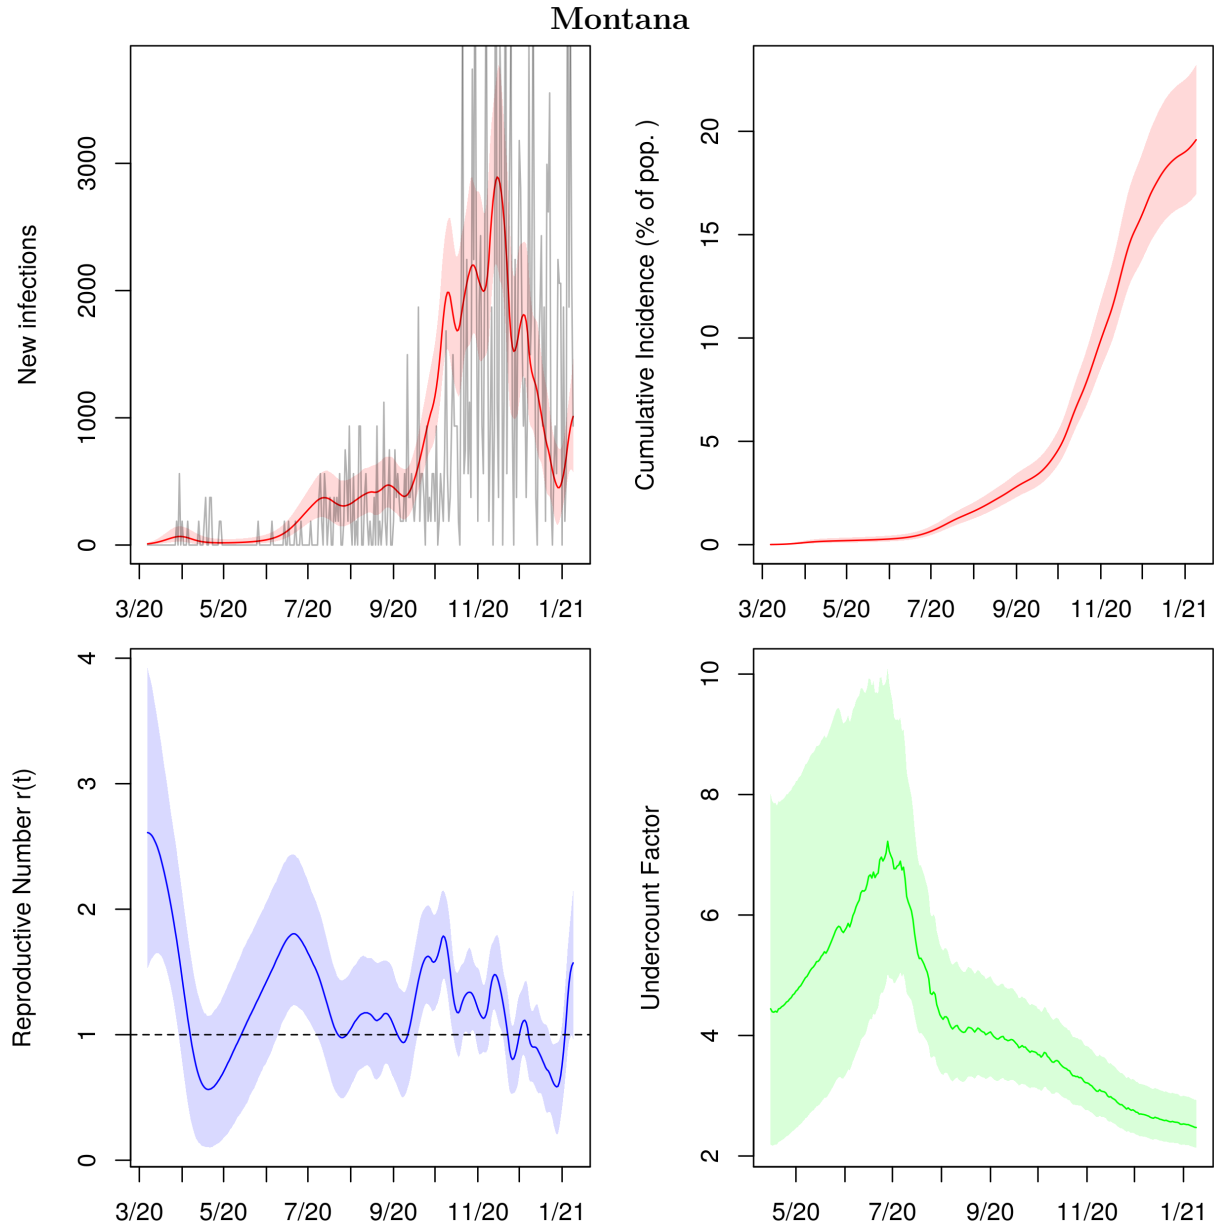 Montana
New infections
0
1000
2000
3000
3/20 5/20 7/20 9/20 11/20 1/21
Cumulative Incidence (% of pop. )
0
5
10
15
20
3/20 5/20 7/20 9/20 11/20 1/21
Reproductive Number r(t)
0
1
2
3
4
3/20 5/20 7/20 9/20 11/20 1/21
Undercount Factor
2
4
6
8
10
5/20 7/20 9/20 11/20 1/21